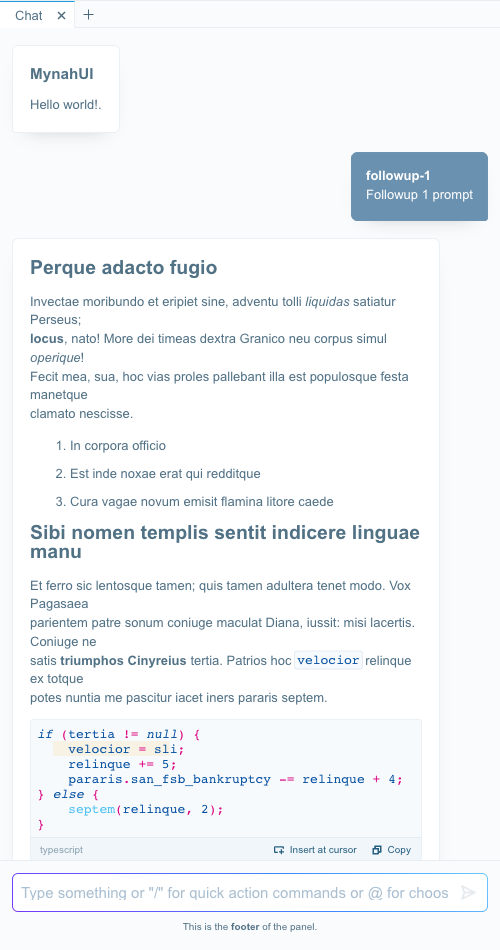 Chat
MynahUI
Hello world!.
followup-1
Followup 1 prompt
Perque adacto fugio
Invectae moribundo et eripiet sine, adventu tolli liquidas satiatur
Perseus;
locus, nato! More dei timeas dextra Granico neu corpus simul
operique!
Fecit mea, sua, hoc vias proles pallebant illa est populosque festa
manetque
clamato nescisse.
1. In corpora officio
2. Est inde noxae erat qui redditque
3. Cura vagae novum emisit flamina litore caede
Sibi nomen templis sentit indicere linguae
manu
Et ferro sic lentosque tamen; quis tamen adultera tenet modo. Vox
Pagasaea
parientem patre sonum coniuge maculat Diana, iussit: misi lacertis.
Coniuge ne
satis triumphos Cinyreius tertia. Patrios hoc velocior relinque
ex totque
potes nuntia me pascitur iacet iners pararis septem.
if (tertia != null) {
    velocior = sli;
    relinque += 5;
    pararis.san_fsb_bankruptcy -= relinque + 4;
} else {
    septem(relinque, 2);
}
typescript Insert at cursor Copy
Type something or "/" for quick action commands or @ for choos
This is the footer of the panel.